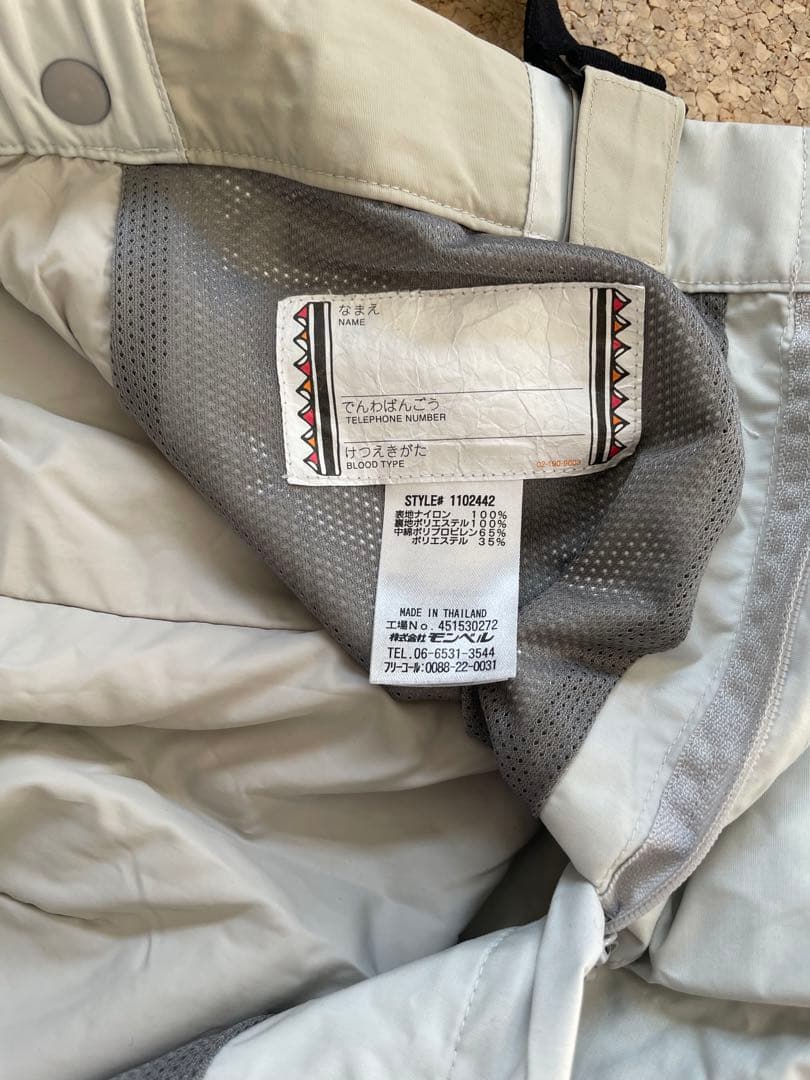 なまえ
NAME
でんわばんごう
TELEPHONE NUMBER
けつえきがた
BLOOD TYPE
STYLE# 1102442
表地ナイロン 100%
裏地ポリエステル100%
中綿ポリプロピレン65%
ポリエステル 35%
MADE IN THAILAND
工場No. 451530272
株式会社 モンベル
TEL.06-6531-3544
フリーコール:0088-22-0031